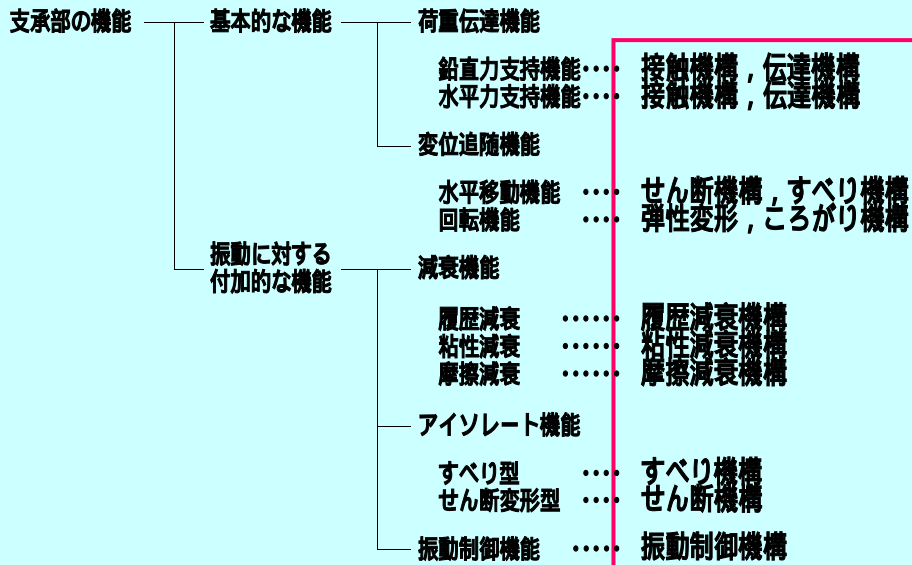 支承部の機能 基本的な機能 荷重伝達機能
鉛直力支持機能‥‥ 接触機構，伝達機構
水平力支持機能‥‥ 接触機構，伝達機構
変位追随機能
水平移動機能 ‥‥ せん断機構，すべり機構
回転機能 ‥‥ 弾性変形，ころがり機構
振動に対する
付加的な機能 減衰機能
履歴減衰 ‥‥‥ 履歴減衰機構
粘性減衰 ‥‥‥ 粘性減衰機構
摩擦減衰 ‥‥‥ 摩擦減衰機構
アイソレート機能
すべり型 ‥‥ すべり機構
せん断変形型 ‥‥ せん断機構
振動制御機能 ‥‥・ 振動制御機構